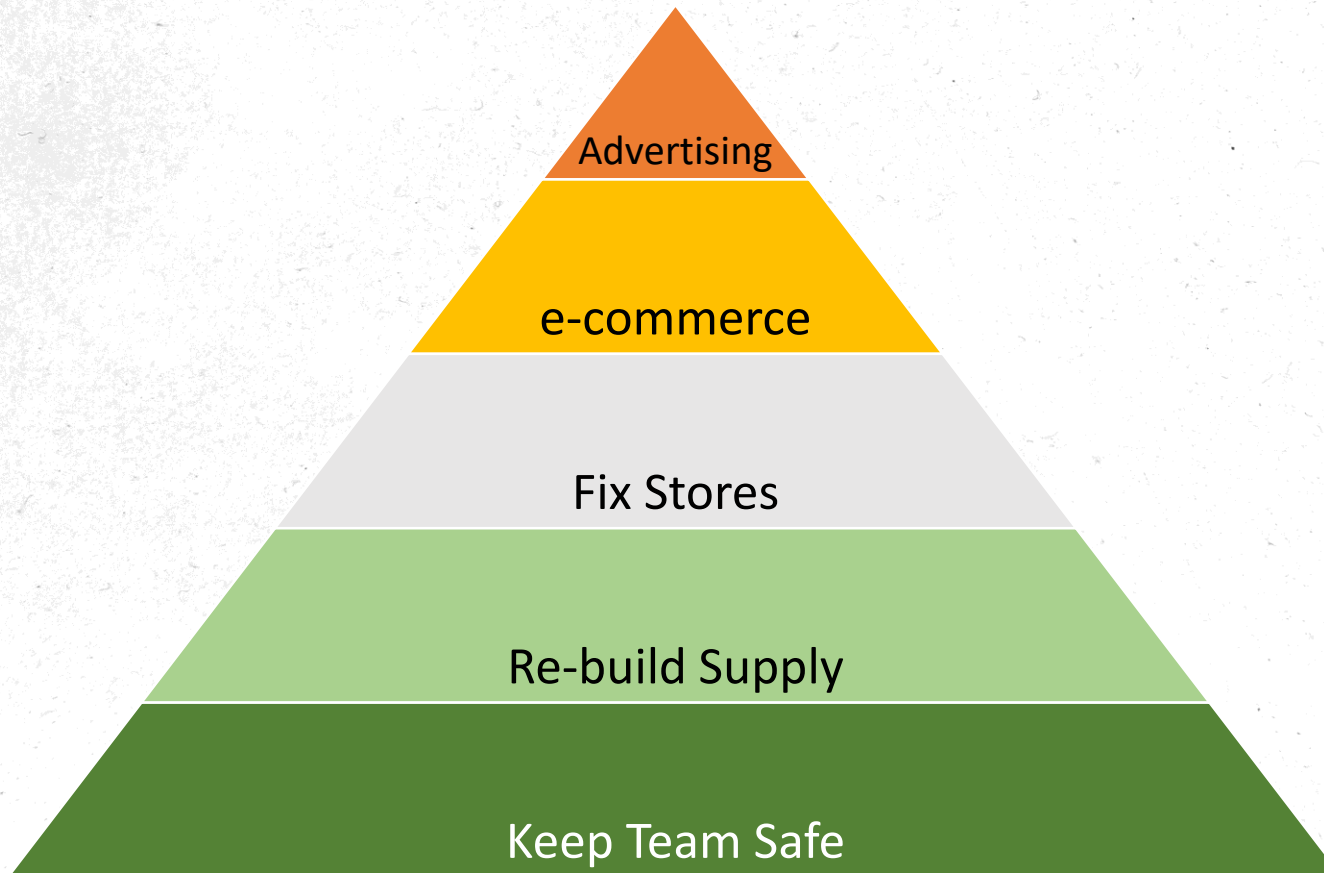 Advertising
e-commerce
Fix Stores
Re-build Supply
Keep Team Safe